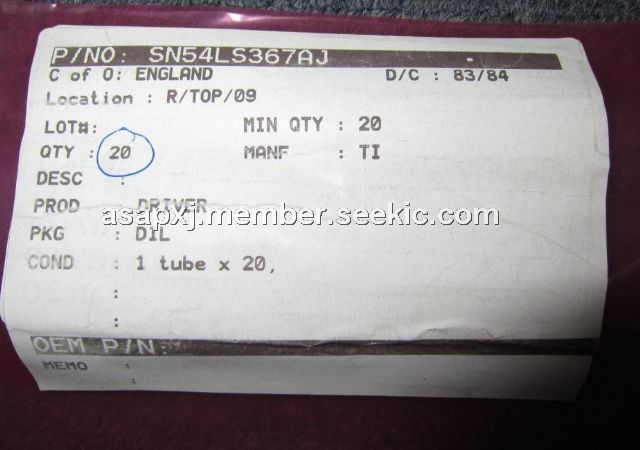 P/NO: SN54LS367AJ
C of O: ENGLAND D/C : 83/84
Location : R/TOP/09
LOT#: MIN QTY : 20
QTY : 20 MANF : TI
DESC :
PROD : DRIVER
asapxj.member.seekic.com
PKG : DIL
COND : 1 tube x 20,
:
:
OEM P/N:
MEMO :
: